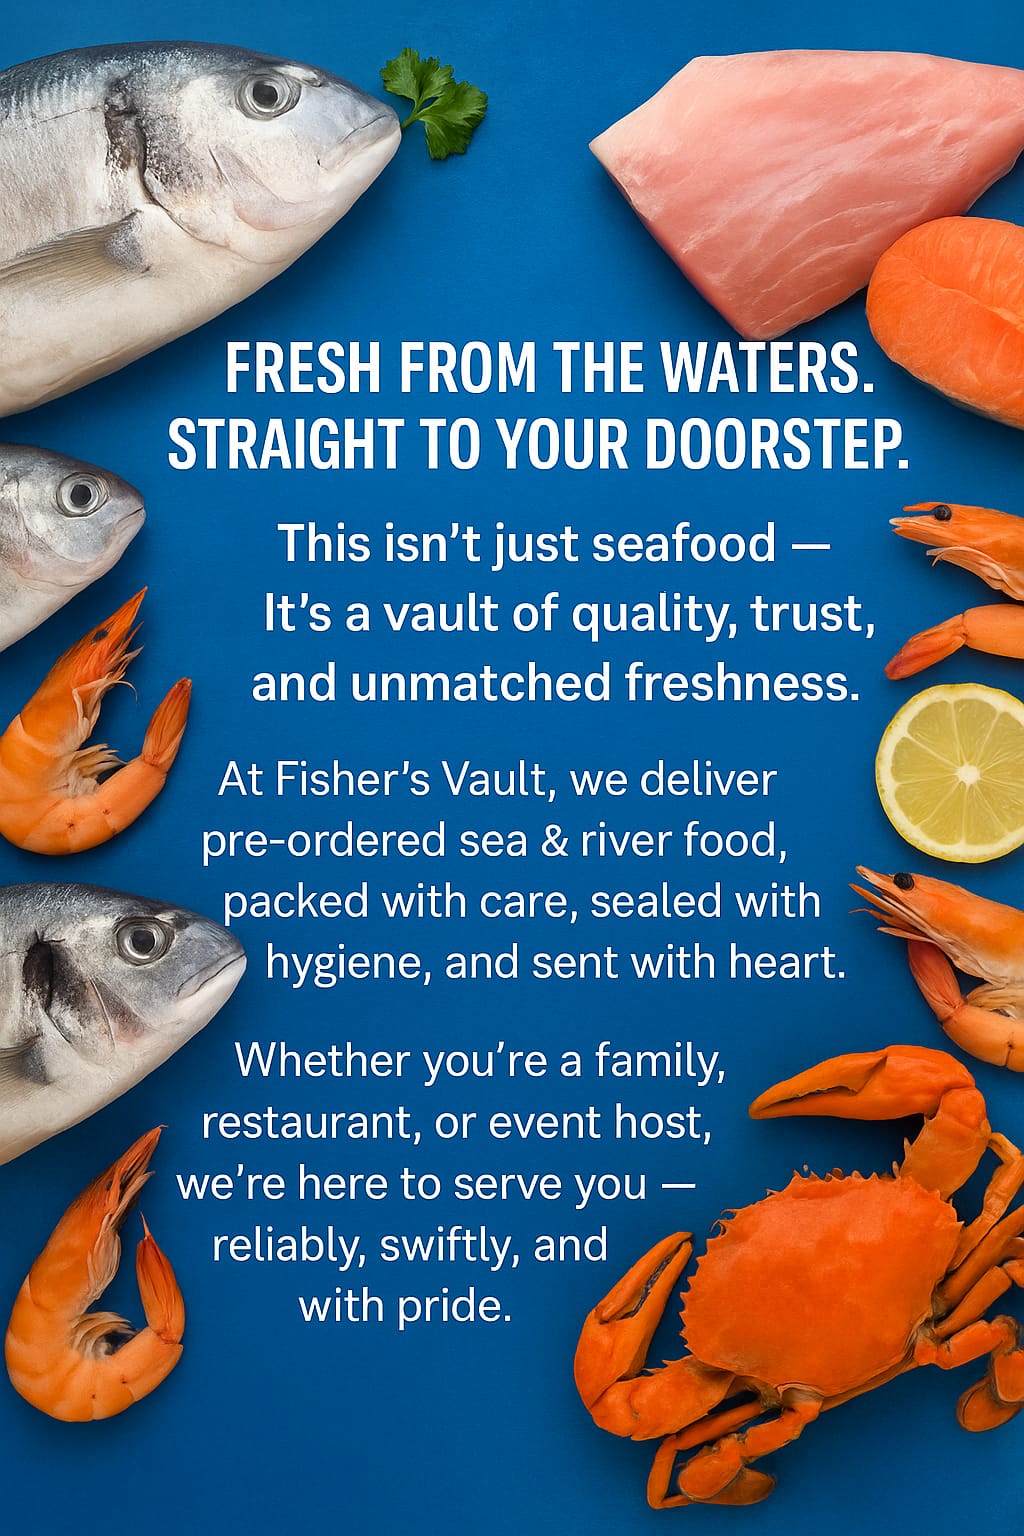 FRESH FROM THE WATERS.
STRAIGHT TO YOUR DOORSTEP.
This isn't just seafood —
It's a vault of quality, trust,
and unmatched freshness.
At Fisher's Vault, we deliver
pre-ordered sea & river food,
packed with care, sealed with
hygiene, and sent with heart.
Whether you're a family,
restaurant, or event host,
we're here to serve you —
reliably, swiftly, and
with pride.